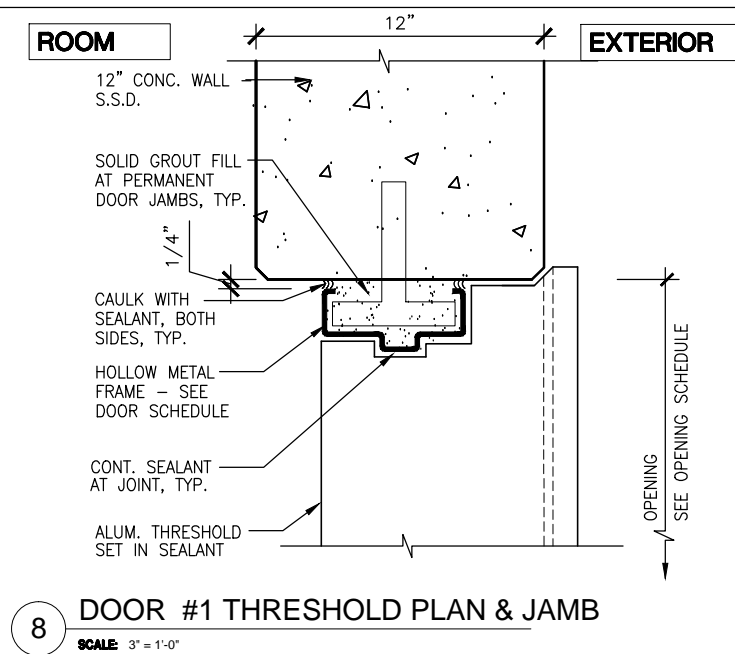 12"
ROOM
EXTERIOR
12" CONC. WALL
S.S.D.
SOLID GROUT FILL
AT PERMANENT
DOOR JAMBS, TYP.
1/4"
CAULK WITH
SEALANT, BOTH
SIDES, TYP.
HOLLOW METAL
FRAME – SEE
DOOR SCHEDULE
CONT. SEALANT
AT JOINT, TYP.
ALUM. THRESHOLD
SET IN SEALANT
OPENING
SEE OPENING SCHEDULE
8
DOOR #1 THRESHOLD PLAN & JAMB
SCALE: 3" = 1'-0"